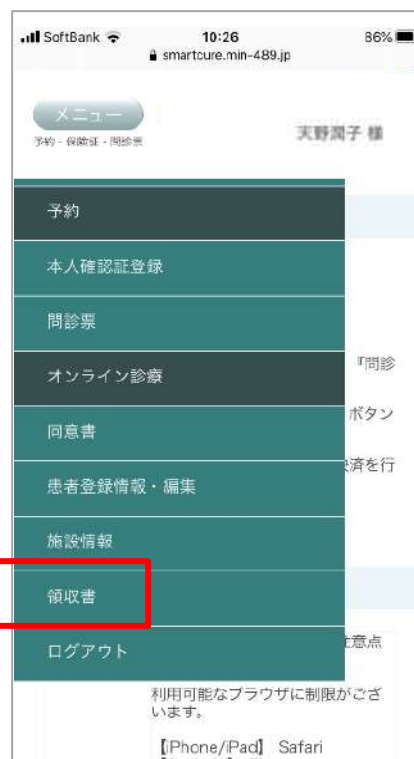 SoftBank 10:26 86%
smartcure.min-489.jp
メニュー
予約・保険証・問診票
天野潤子 様
予約
本人確認証登録
問診票
オンライン診療
「問診
同意書
ボタン
患者登録情報・編集
済を行
施設情報
領収書
ログアウト
意点
利用可能なブラウザに制限がござ
います。
【iPhone/iPad】 Safari